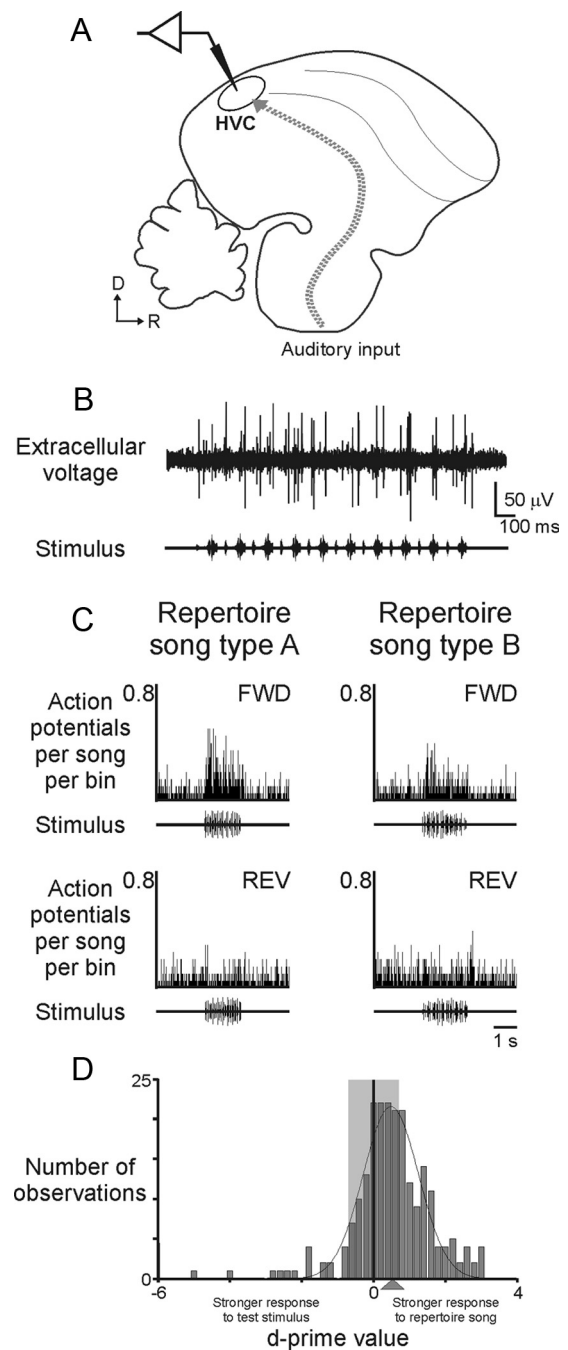 A
HVC
D
R
Auditory input
B
Extracellular
voltage
50 μV
100 ms
Stimulus
C
Repertoire
song type A
Repertoire
song type B
Action
potentials
per song
per bin
0.8
FWD
0.8
FWD
Stimulus
Action
potentials
per song
per bin
0.8
REV
0.8
REV
Stimulus
1 s
D
25
Number of
observations
0
-6
0
4
Stronger response
to test stimulus
Stronger response
to repertoire song
d-prime value